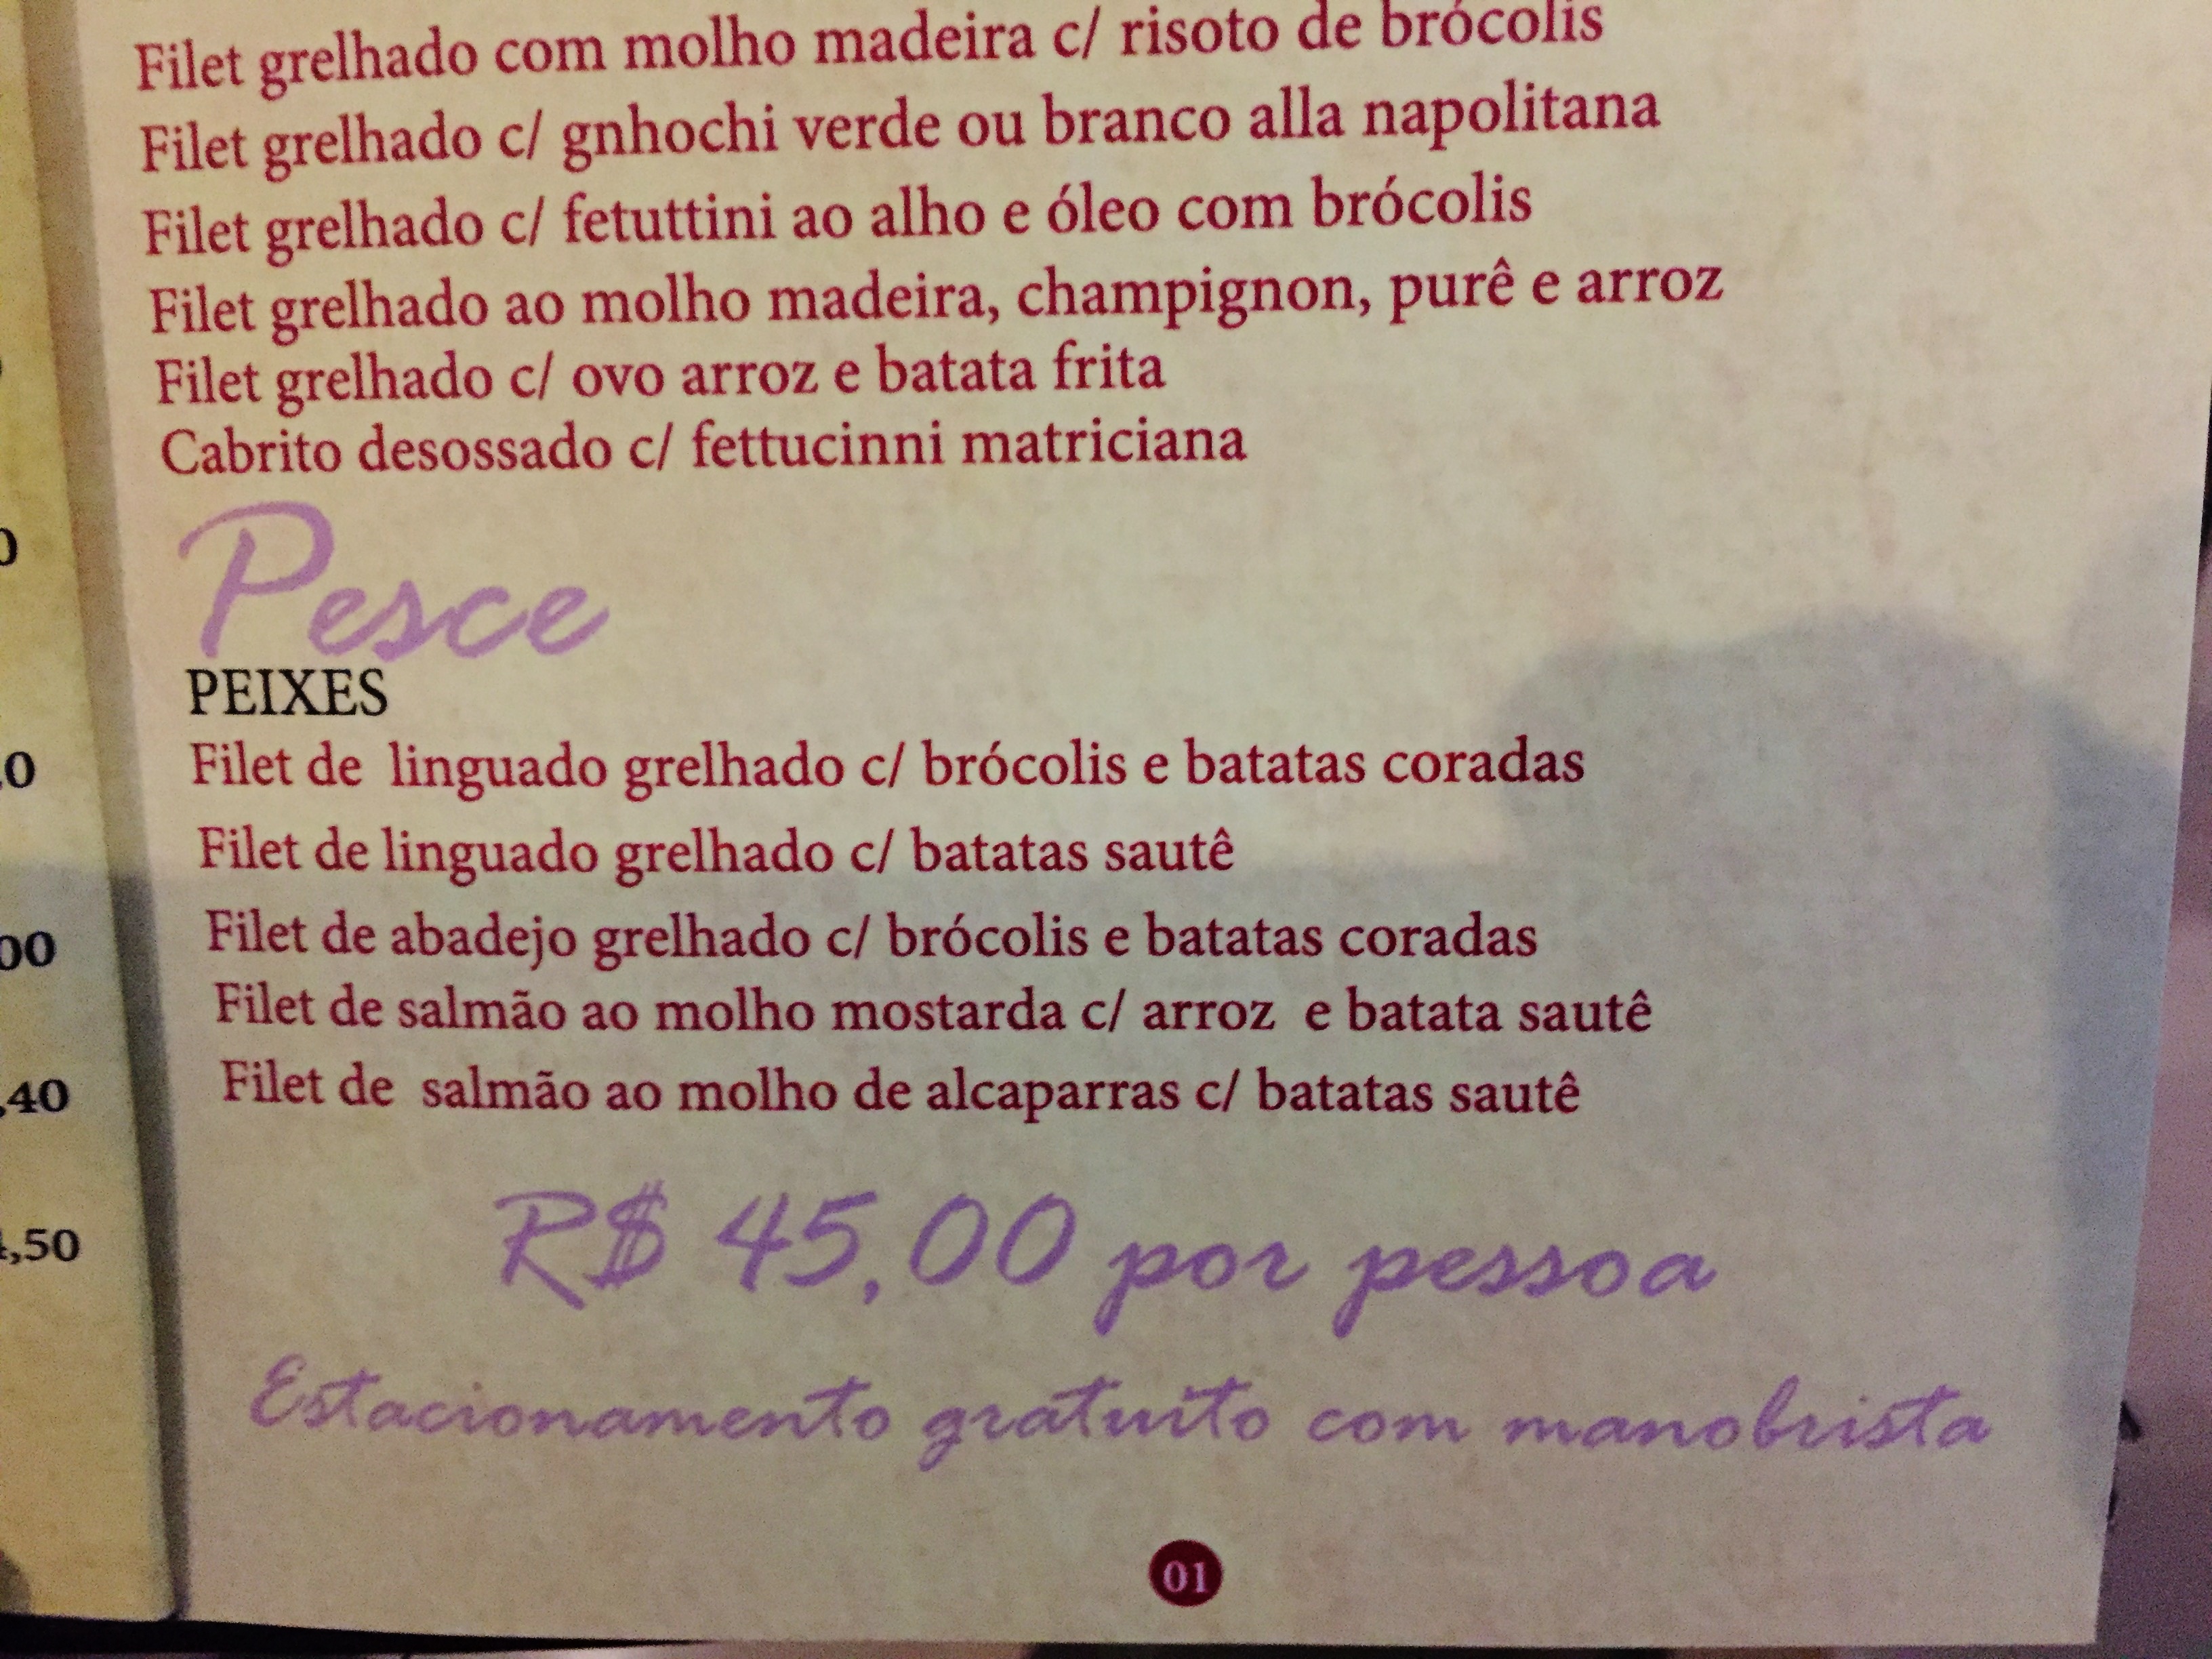 Filet grelhado com molho madeira c/ risoto de brócolis
Filet grelhado c/ gnhochi verde ou branco alla napolitana
Filet grelhado c/ fetuttini ao alho e óleo com brócolis
Filet grelhado ao molho madeira, champignon, purê e arroz
Filet grelhado c/ ovo arroz e batata frita
Cabrito desossado c/ fettucinni matriciana
Pesce
PEIXES
Filet de linguado grelhado c/ brócolis e batatas coradas
Filet de linguado grelhado c/ batatas sautê
Filet de abadejo grelhado c/ brócolis e batatas coradas
Filet de salmão ao molho mostarda c/ arroz e batata sautê
Filet de salmão ao molho de alcaparras c/ batatas sautê
R$ 45,00 por pessoa
Estacionamento gratuito com manobrista
01